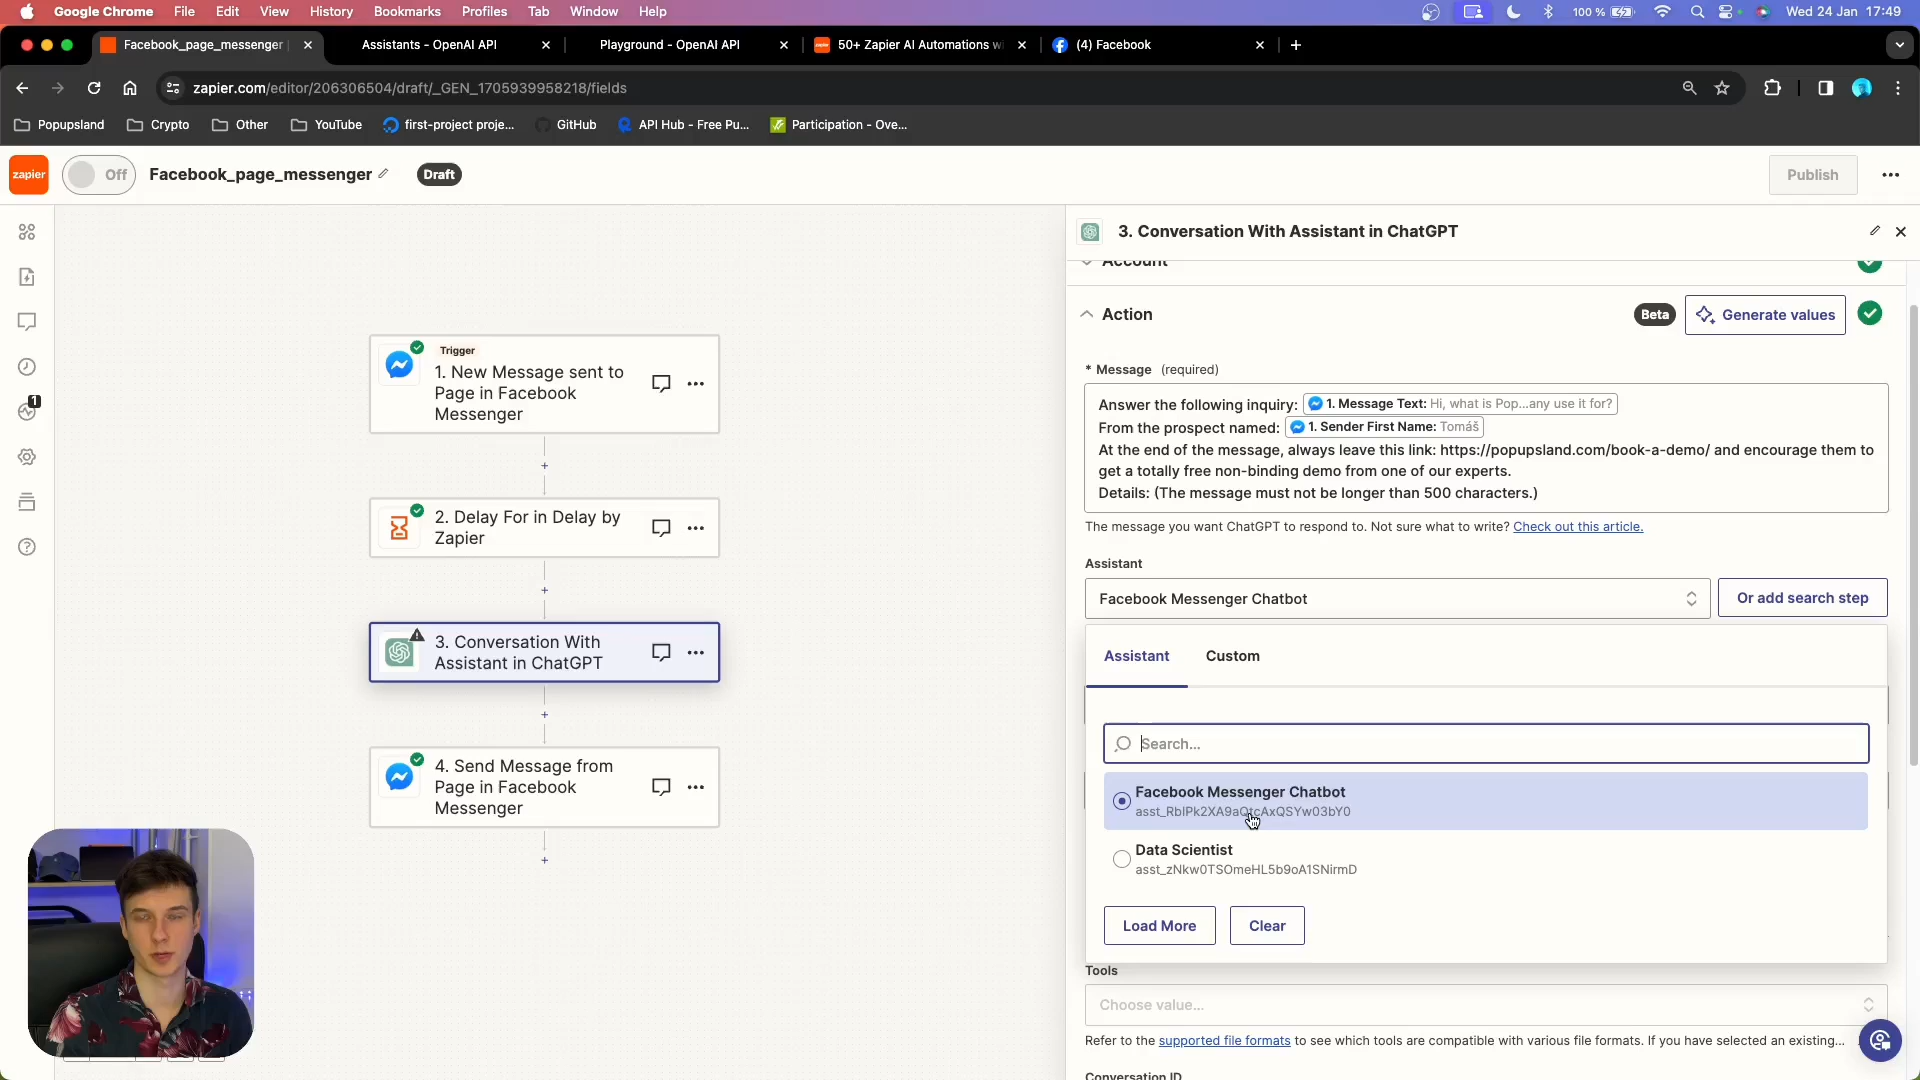 Google Chrome File Edit View History Bookmarks Profiles Tab Window Help 100 % Wed 24 Jan 17:49
Facebook_page_messenger Assistants - OpenAI API Playground - OpenAI API 50+ Zapier AI Automations w (4) Facebook
zapier.com/editor/206306504/draft/_GEN_1705939958218/fields
Popupsland Crypto Other YouTube first-project proje... GitHub API Hub - Free Pu... Participation - Ove...
zapier Off Facebook_page_messenger Draft Publish
3. Conversation With Assistant in ChatGPT
Account
Action Beta Generate values
* Message (required)
Answer the following inquiry: 1. Message Text: Hi, what is Pop...any use it for?
From the prospect named: 1. Sender First Name: Tomáš
At the end of the message, always leave this link: https://popupsland.com/book-a-demo/ and encourage them to
get a totally free non-binding demo from one of our experts.
Details: (The message must not be longer than 500 characters.)
The message you want ChatGPT to respond to. Not sure what to write? Check out this article.
Assistant
Facebook Messenger Chatbot Or add search step
Assistant Custom
Search...
Facebook Messenger Chatbot
Data Scientist
asst_zNkw0TSOmeHL5b9oA1SNirmD
Load More Clear
Tools
Choose value...
Refer to the supported file formats to see which tools are compatible with various file formats. If you have selected an existing...
Conversation ID
1
Trigger
1. New Message sent to
Page in Facebook
Messenger
2. Delay For in Delay by
Zapier
3. Conversation With
Assistant in ChatGPT
4. Send Message from
Page in Facebook
Messenger